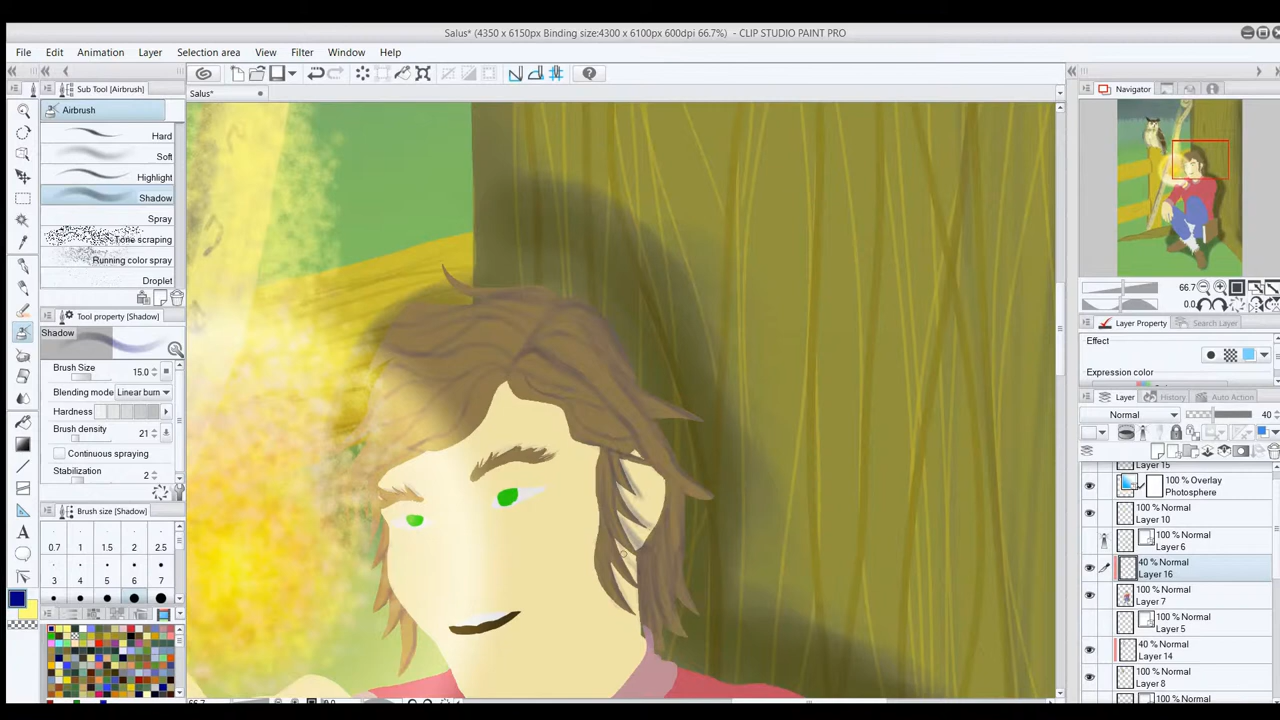 Salus* (4350 x 6150px Binding size:4300 x 6100px 600dpi 66.7%) - CLIP STUDIO PAINT PRO
File Edit Animation Layer Selection area View Filter Window Help
Sub Tool [Airbrush]
Salus*
Navigator
Airbrush
Hard
Soft
Highlight
Shadow
Spray
Tone scraping
Running color spray
Droplet
66.7
0.0
Tool property [Shadow]
Layer Property Search Layer
Shadow
Effect
Brush Size 15.0
Expression color
Blending mode Linear burn
Layer History Auto Action
Hardness
Normal 40
Brush density 21
Continuous spraying
Stabilization 2
Layer 15
100 % Overlay
Photosphere
100 % Normal
Layer 10
Brush size [Shadow]
100 % Normal
Layer 6
0.7 1 1.5 2 2.5
40 % Normal
Layer 16
3 4 5 6 7
100 % Normal
Layer 7
100 % Normal
Layer 5
40 % Normal
Layer 14
100 % Normal
Layer 8